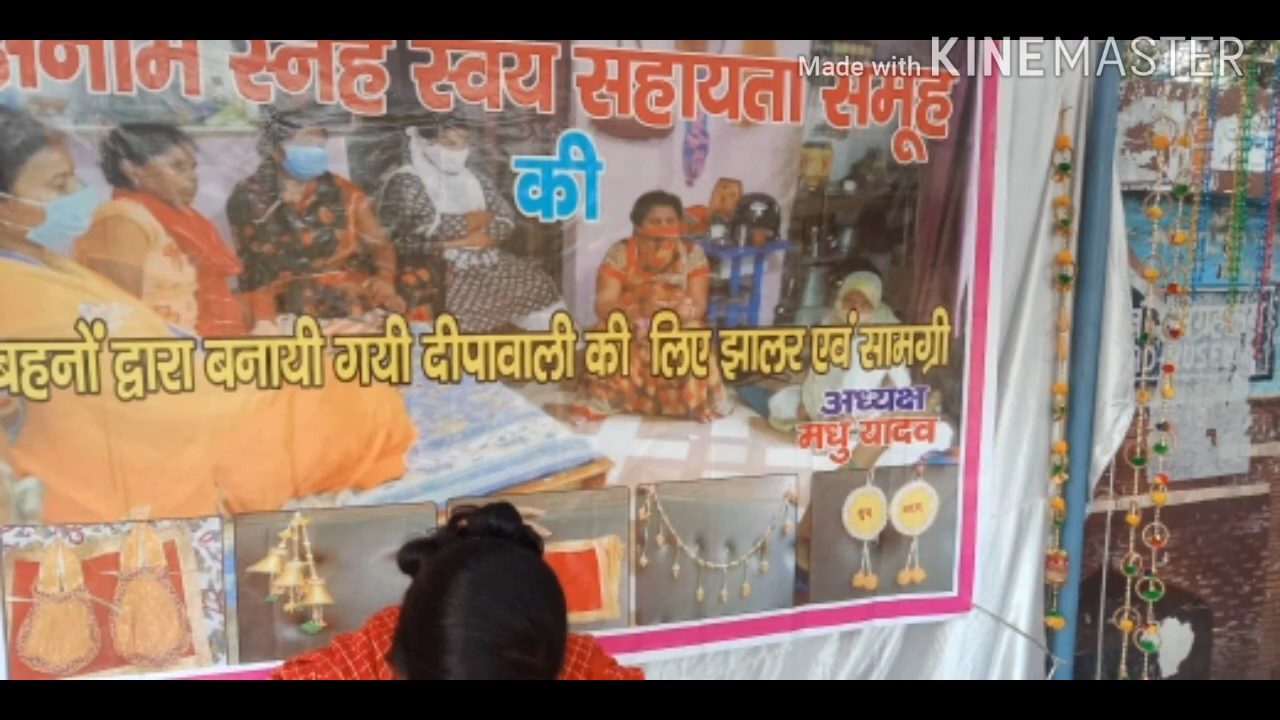 Made with KINEMASTER
स्नेह स्वयं सहायता समूह
की
बहनों द्वारा बनायी गयी दीपावली की लिए झालर एवं सामग्री
अध्यक्ष
मधु यादव
शुभ